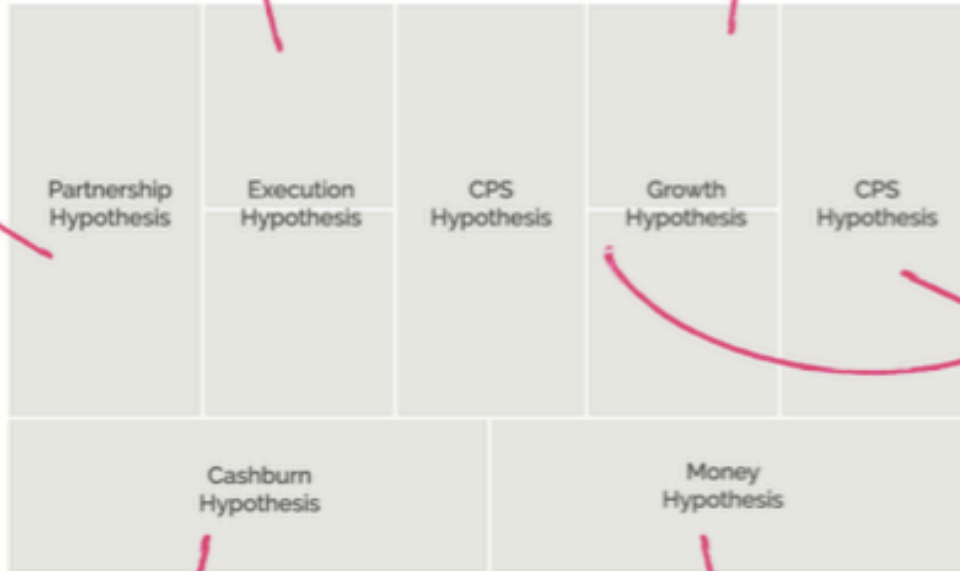 Partnership
Hypothesis
Execution
Hypothesis
CPS
Hypothesis
Growth
Hypothesis
CPS
Hypothesis
Cashburn
Hypothesis
Money
Hypothesis